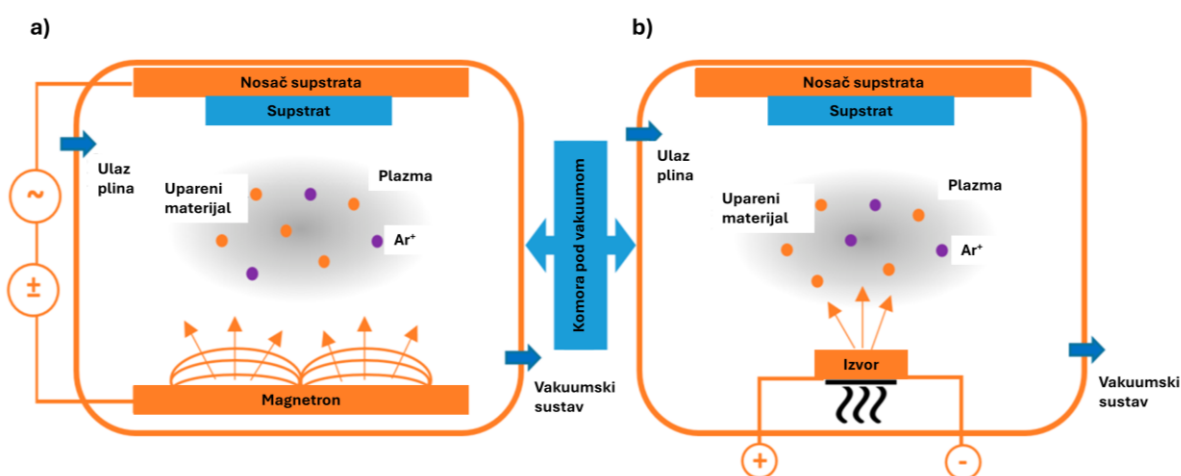 a)
Nosač supstrata
Supstrat
Ulaz
plina
Upareni
materijal
Plazma
Ar⁺
~
±
Magnetron
Vakuumski
sustav
Komora pod vakuumom
b)
Nosač supstrata
Supstrat
Ulaz
plina
Upareni
materijal
Plazma
Ar⁺
Izvor
Vakuumski
sustav
+
-